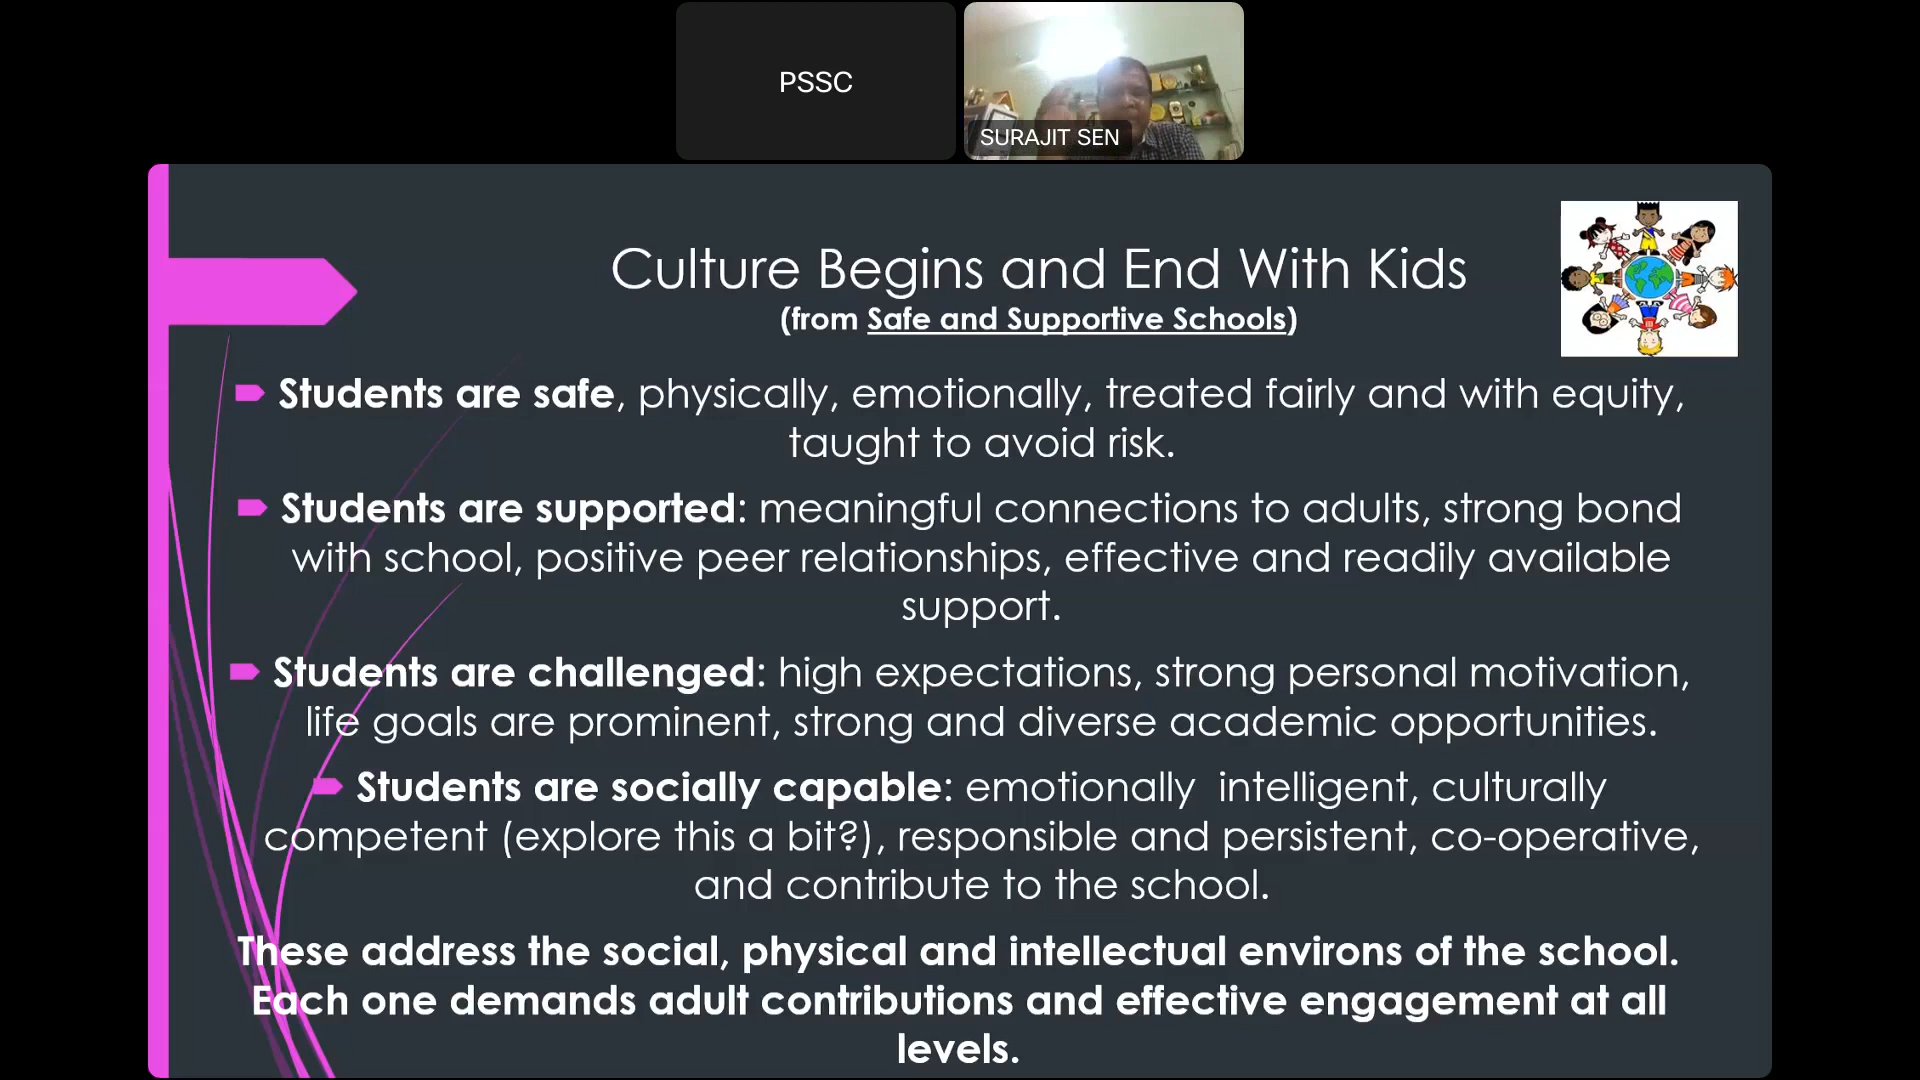 PSSC
SURAJIT SEN
Culture Begins and End With Kids
(from Safe and Supportive Schools)
Students are safe, physically, emotionally, treated fairly and with equity,
taught to avoid risk.
Students are supported: meaningful connections to adults, strong bond
with school, positive peer relationships, effective and readily available
support.
Students are challenged: high expectations, strong personal motivation,
life goals are prominent, strong and diverse academic opportunities.
Students are socially capable: emotionally  intelligent, culturally
competent (explore this a bit?), responsible and persistent, co-operative,
and contribute to the school.
These address the social, physical and intellectual environs of the school.
Each one demands adult contributions and effective engagement at all
levels.